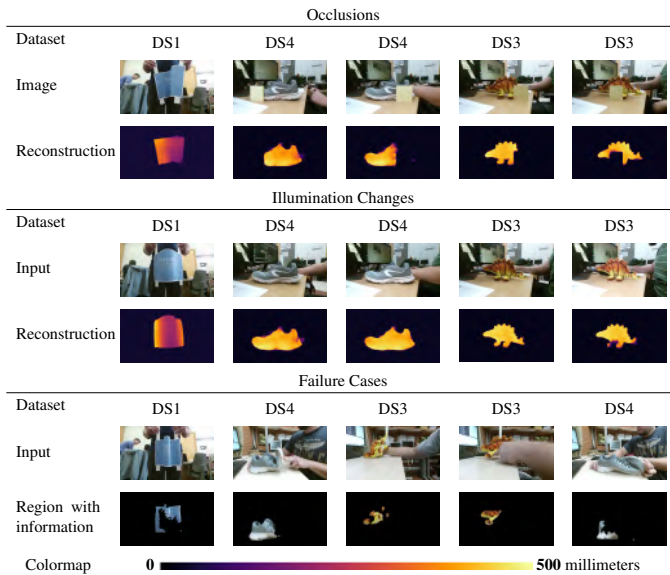 Occlusions
Dataset DS1 DS4 DS4 DS3 DS3
Image
Reconstruction
Illumination Changes
Dataset DS1 DS4 DS4 DS3 DS3
Input
Reconstruction
Failure Cases
Dataset DS1 DS4 DS3 DS3 DS4
Input
Region with
information
Colormap 0 500 millimeters